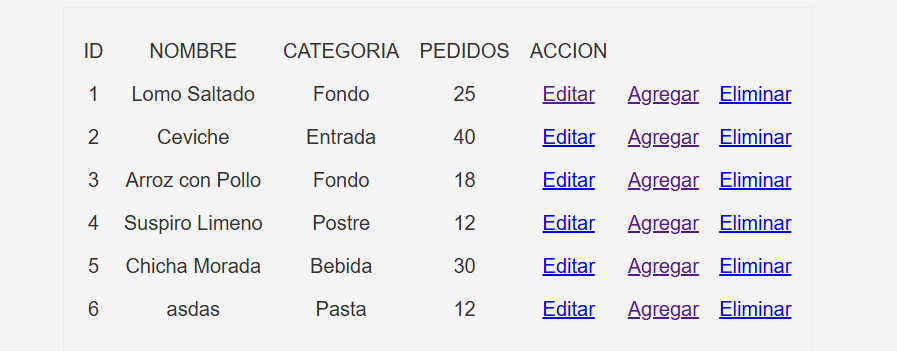 ID NOMBRE CATEGORIA PEDIDOS ACCION
1 Lomo Saltado Fondo 25 Editar Agregar Eliminar
2 Ceviche Entrada 40 Editar Agregar Eliminar
3 Arroz con Pollo Fondo 18 Editar Agregar Eliminar
4 Suspiro Limeno Postre 12 Editar Agregar Eliminar
5 Chicha Morada Bebida 30 Editar Agregar Eliminar
6 asdas Pasta 12 Editar Agregar Eliminar